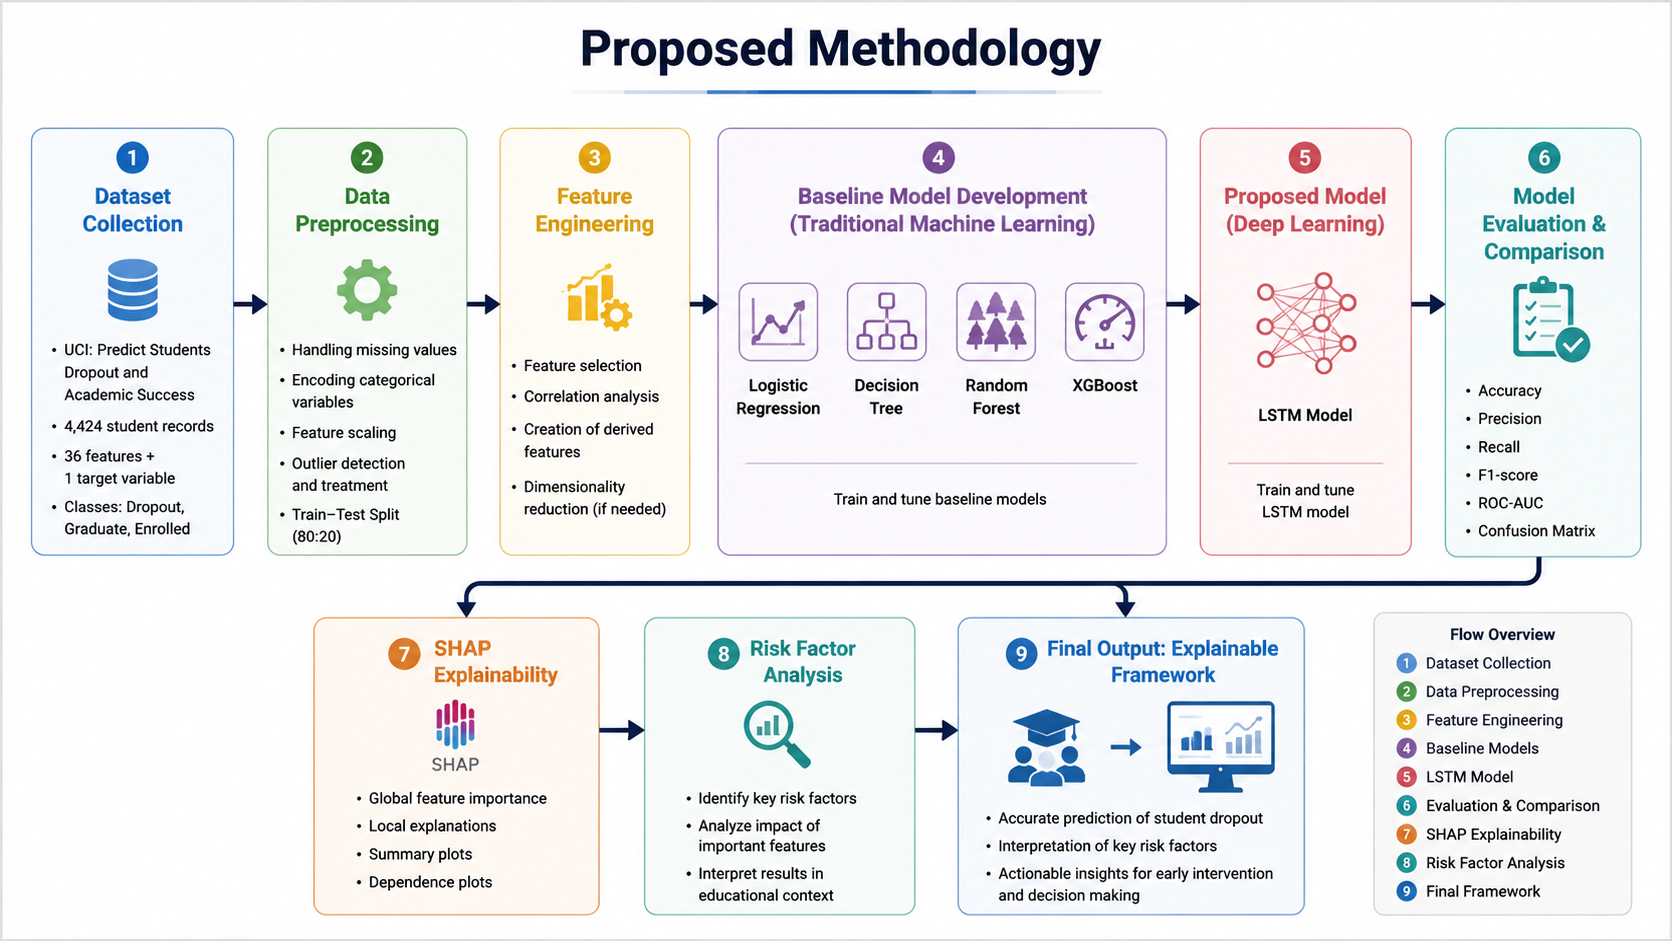 Proposed Methodology
1
Dataset
Collection
• UCI: Predict Students
Dropout and
Academic Success
• 4,424 student records
• 36 features +
1 target variable
• Classes: Dropout,
Graduate, Enrolled
2
Data
Preprocessing
• Handling missing values
• Encoding categorical
variables
• Feature scaling
• Outlier detection
and treatment
• Train–Test Split
(80:20)
3
Feature
Engineering
• Feature selection
• Correlation analysis
• Creation of derived
features
• Dimensionality
reduction (if needed)
4
Baseline Model Development
(Traditional Machine Learning)
Logistic
Regression
Decision
Tree
Random
Forest
XGBoost
Train and tune baseline models
5
Proposed Model
(Deep Learning)
LSTM Model
Train and tune
LSTM model
6
Model
Evaluation &
Comparison
• Accuracy
• Precision
• Recall
• F1-score
• ROC-AUC
• Confusion Matrix
7 SHAP
Explainability
SHAP
• Global feature importance
• Local explanations
• Summary plots
• Dependence plots
8 Risk Factor
Analysis
• Identify key risk factors
• Analyze impact of
important features
• Interpret results in
educational context
9 Final Output: Explainable
Framework
• Accurate prediction of student dropout
• Interpretation of key risk factors
• Actionable insights for early intervention
and decision making
Flow Overview
1 Dataset Collection
2 Data Preprocessing
3 Feature Engineering
4 Baseline Models
5 LSTM Model
6 Evaluation & Comparison
7 SHAP Explainability
8 Risk Factor Analysis
9 Final Framework